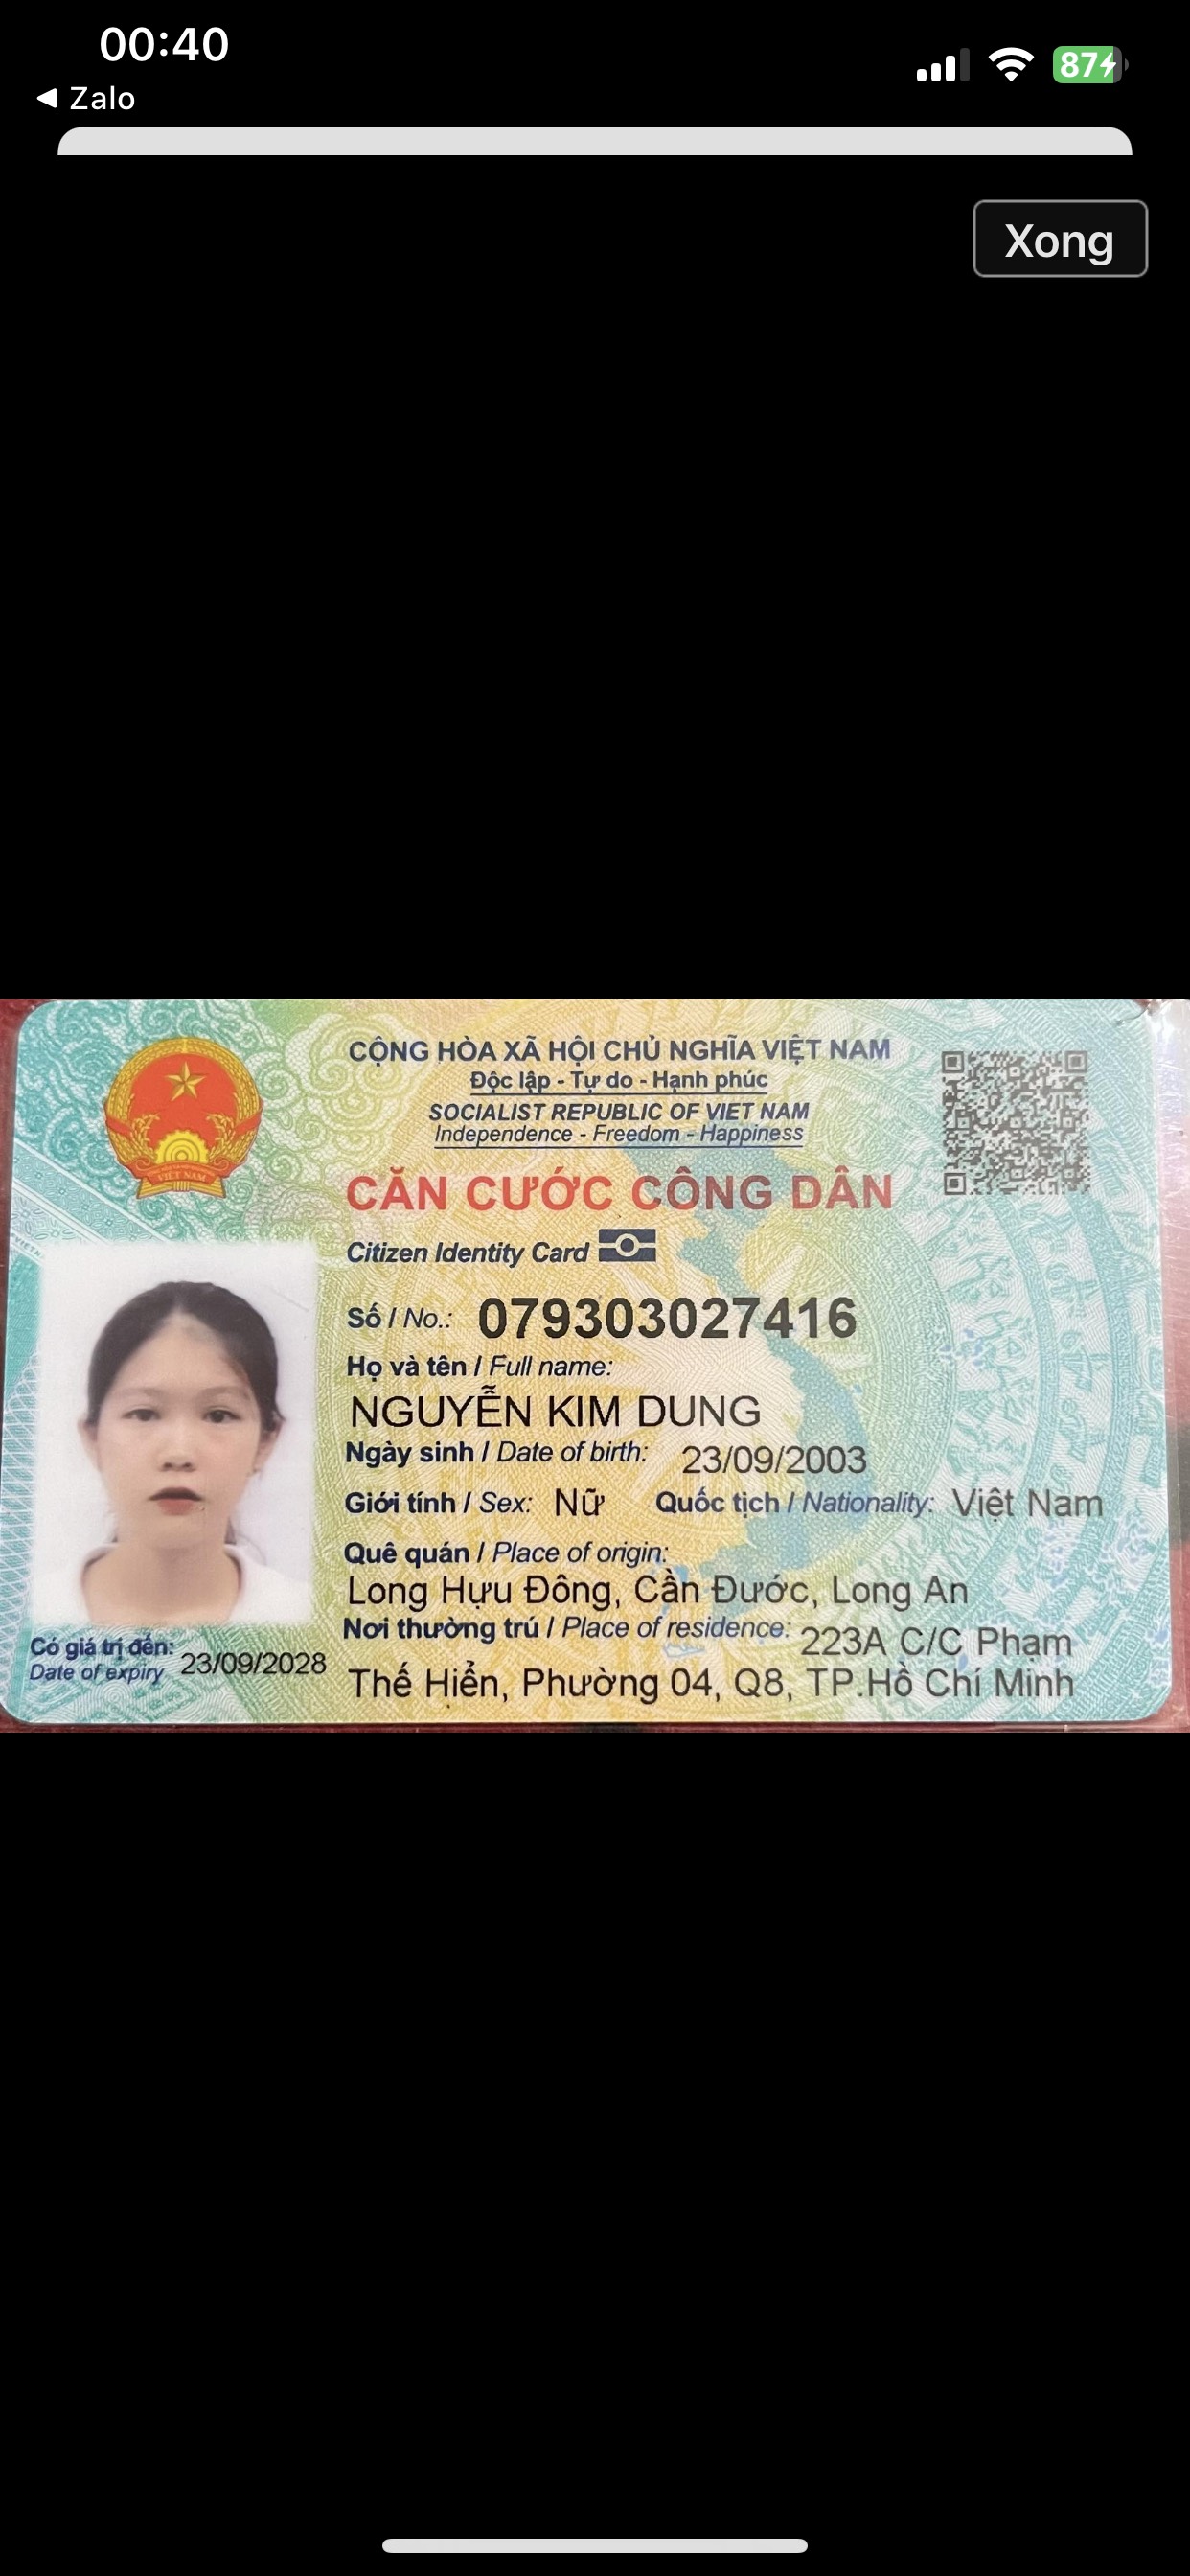 00:40
87
◀ Zalo
Xong
CỘNG HÒA XÃ HỘI CHỦ NGHĨA VIỆT NAM
Độc lập - Tự do - Hạnh phúc
SOCIALIST REPUBLIC OF VIET NAM
Independence - Freedom - Happiness
VIỆT NAM
CĂN CƯỚC CÔNG DÂN
Citizen Identity Card
Số / No.: 079303027416
Họ và tên / Full name:
NGUYỄN KIM DUNG
Ngày sinh / Date of birth: 23/09/2003
Giới tính / Sex: Nữ Quốc tịch / Nationality: Việt Nam
Quê quán / Place of origin:
Long Hựu Đông, Cần Đước, Long An
Nơi thường trú / Place of residence: 223A C/C Phạm
Thế Hiển, Phường 04, Q8, TP.Hồ Chí Minh
Có giá trị đến: 23/09/2028
Date of expiry